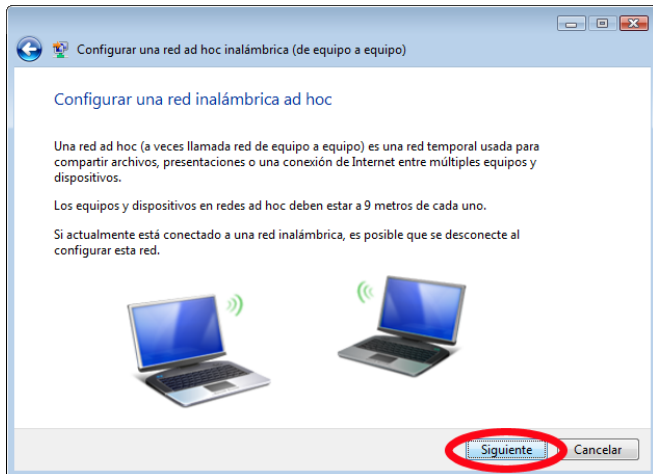 Configurar una red ad hoc inalámbrica (de equipo a equipo)
Configurar una red inalámbrica ad hoc
Una red ad hoc (a veces llamada red de equipo a equipo) es una red temporal usada para
compartir archivos, presentaciones o una conexión de Internet entre múltiples equipos y
dispositivos.
Los equipos y dispositivos en redes ad hoc deben estar a 9 metros de cada uno.
Si actualmente está conectado a una red inalámbrica, es posible que se desconecte al
configurar esta red.
Siguiente Cancelar